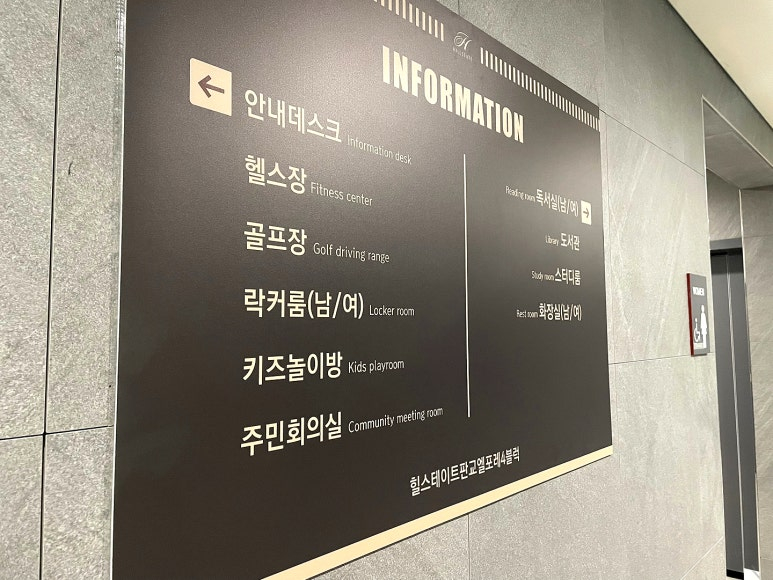 H
HILLSTATE
INFORMATION
안내데스크 Information desk
헬스장 Fitness center
골프장 Golf driving range
락커룸(남/여) Locker room
키즈놀이방 Kids playroom
주민회의실 Community meeting room
Reading room 독서실(남/여)
Library 도서관
Study room 스터디룸
Rest room 화장실(남/여)
힐스테이트판교엘포레4블럭
WOMEN